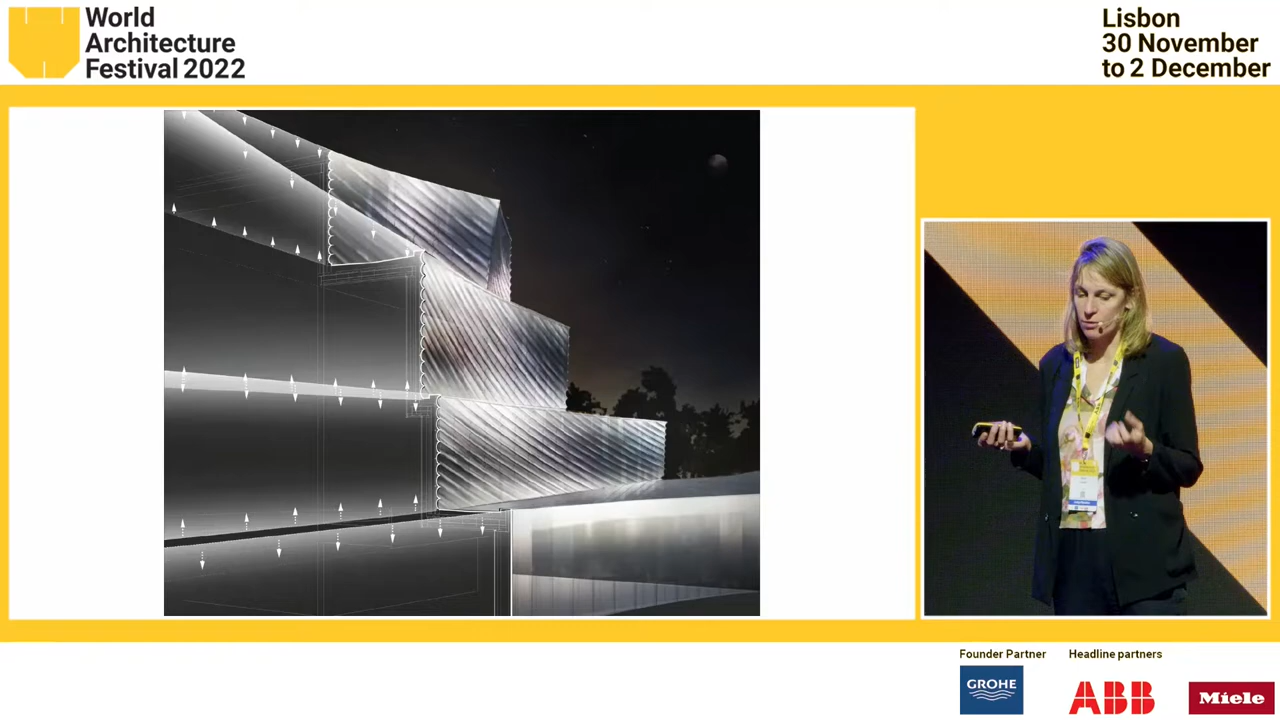 World
Architecture
Festival 2022
Lisbon
30 November
to 2 December
Founder Partner
Headline partners
GROHE
ABB
Miele